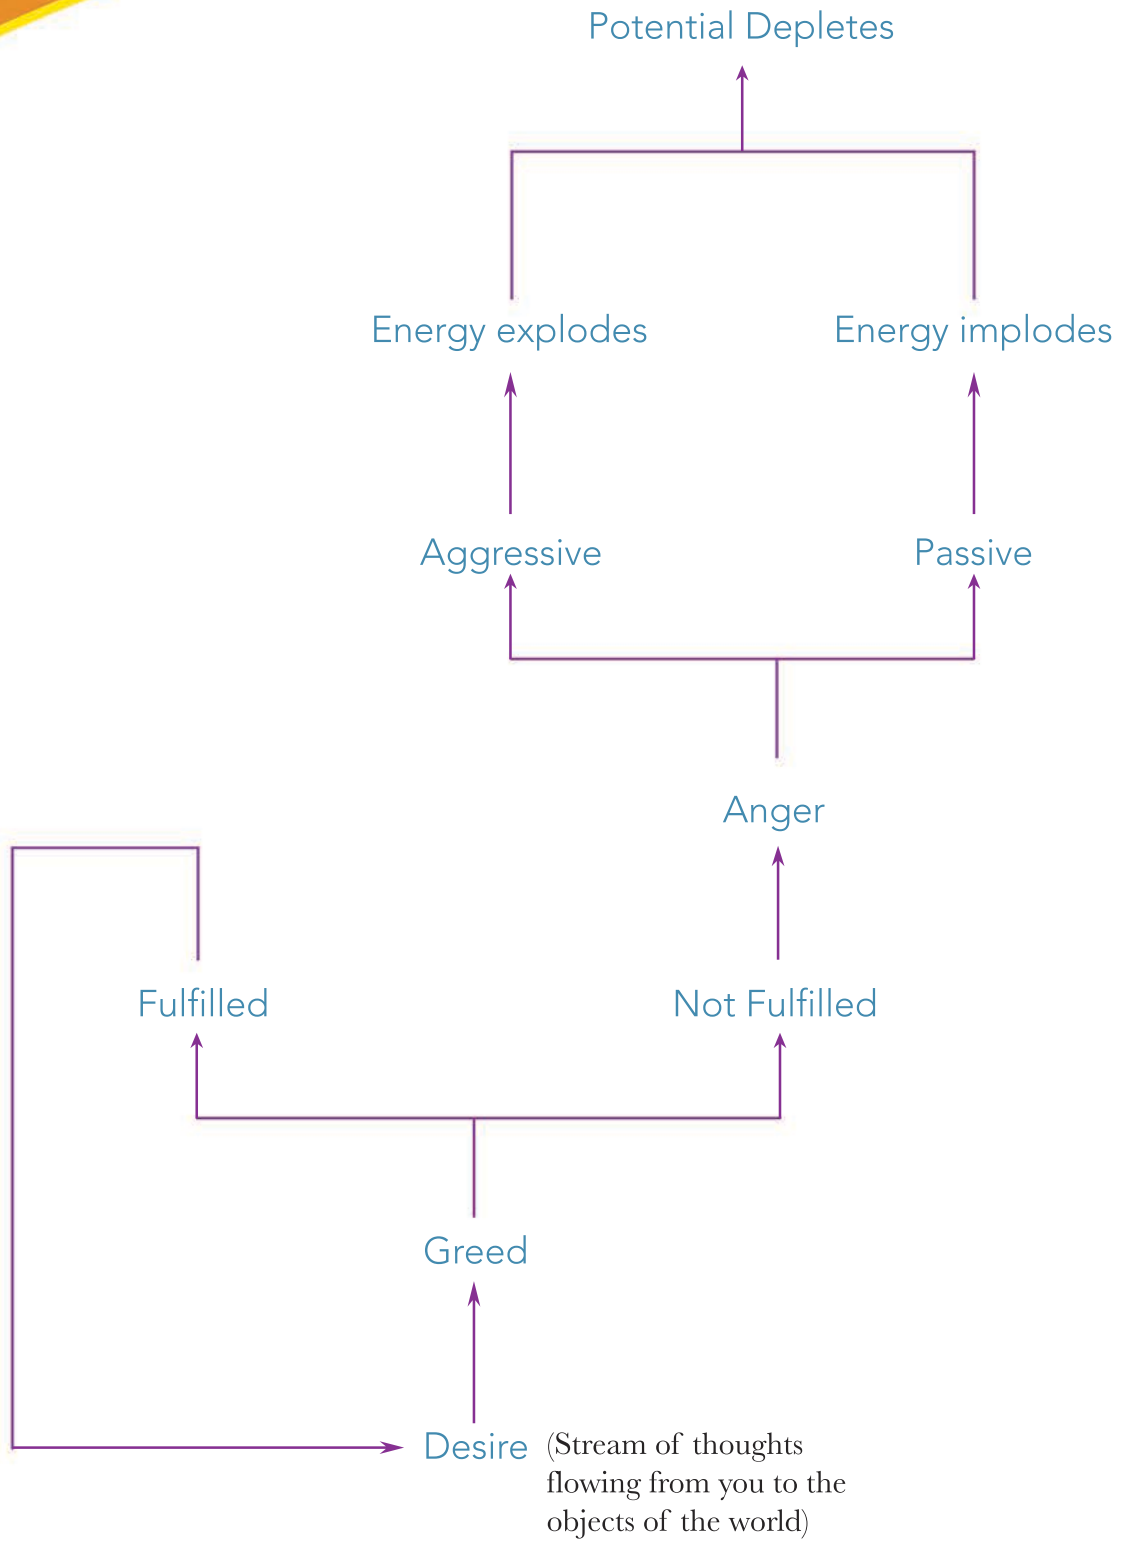 Potential Depletes
Energy explodes
Energy implodes
Aggressive
Passive
Anger
Fulfilled
Not Fulfilled
Greed
Desire (Stream of thoughts
flowing from you to the
objects of the world)